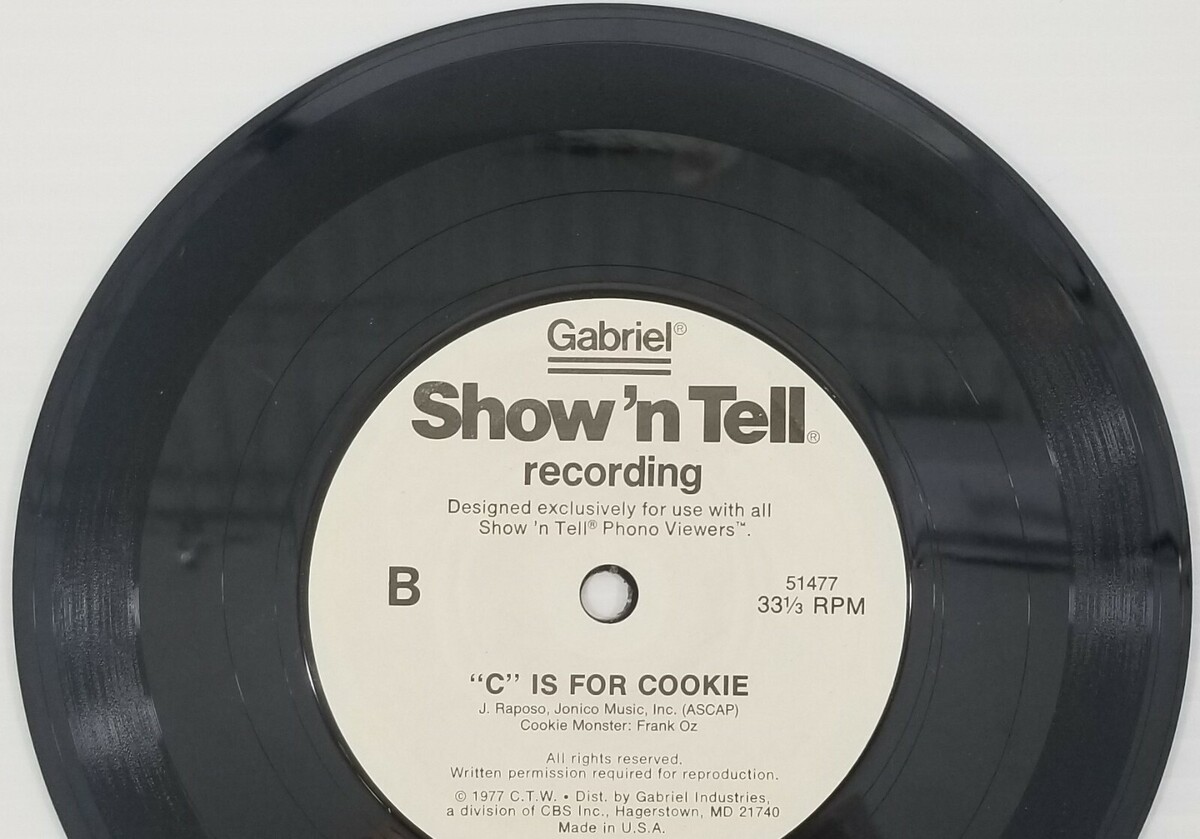 Gabriel®
Show 'n Tell®
recording
Designed exclusively for use with all
Show 'n Tell® Phono Viewers™.
B
51477
33⅓ RPM
“C” IS FOR COOKIE
J. Raposo, Jonico Music, Inc. (ASCAP)
Cookie Monster: Frank Oz
All rights reserved.
Written permission required for reproduction.
© 1977 C.T.W. • Dist. by Gabriel Industries,
a division of CBS Inc., Hagerstown, MD 21740
Made in U.S.A.